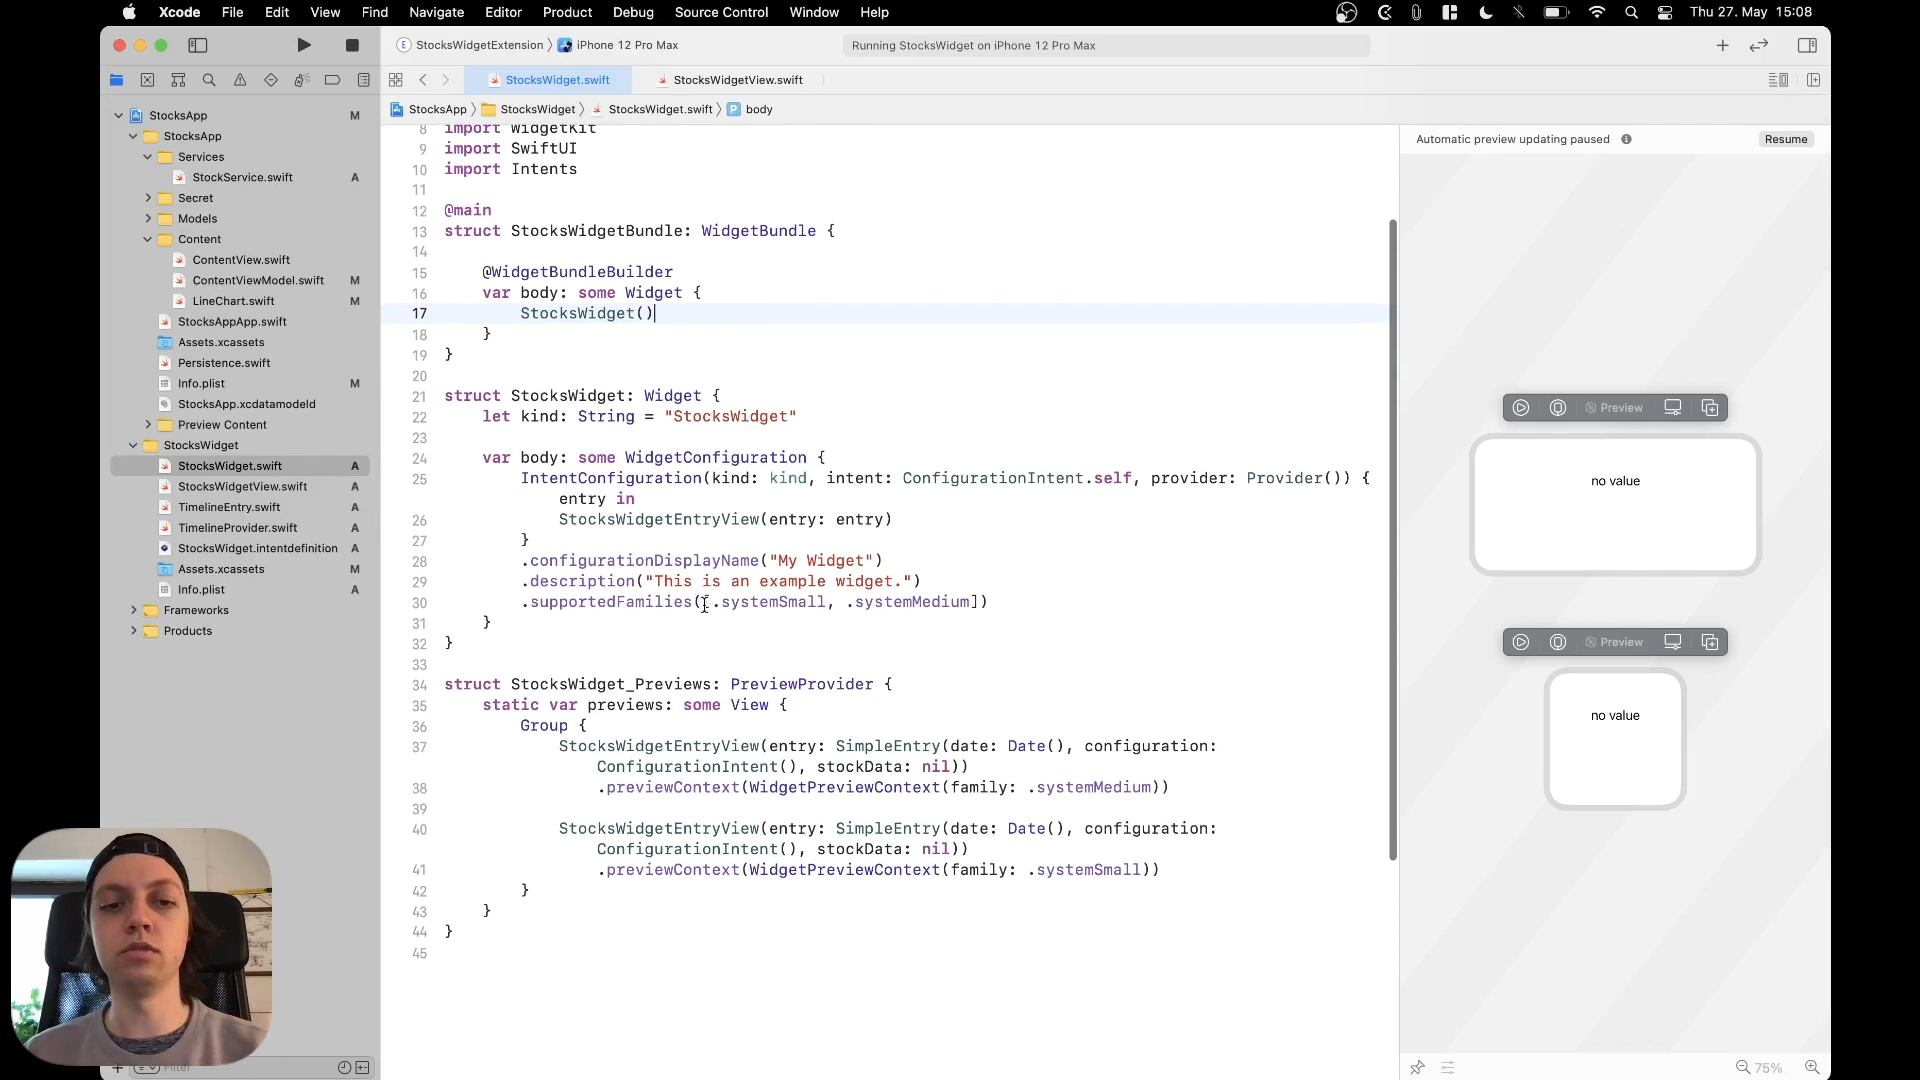 Xcode File Edit View Find Navigate Editor Product Debug Source Control Window Help Thu 27. May 15:08
StocksWidgetExtension iPhone 12 Pro Max Running StocksWidget on iPhone 12 Pro Max
StocksWidget.swift StocksWidgetView.swift
StocksApp StocksWidget StocksWidget.swift body
StocksApp M
StocksApp
Services
StockService.swift A
Secret
Models
Content
ContentView.swift
ContentViewModel.swift M
LineChart.swift M
StocksAppApp.swift
Assets.xcassets
Persistence.swift
Info.plist M
StocksApp.xcdatamodeld
Preview Content
StocksWidget
StocksWidget.swift A
StocksWidgetView.swift A
TimelineEntry.swift A
TimelineProvider.swift A
StocksWidget.intentdefinition A
Assets.xcassets M
Info.plist A
Frameworks
Products
Filter
8 import WidgetKit
9 import SwiftUI
10 import Intents
11
12 @main
13 struct StocksWidgetBundle: WidgetBundle {
14
15 @WidgetBundleBuilder
16 var body: some Widget {
17 StocksWidget()
18 }
19 }
20
21 struct StocksWidget: Widget {
22 let kind: String = "StocksWidget"
23
24 var body: some WidgetConfiguration {
25 IntentConfiguration(kind: kind, intent: ConfigurationIntent.self, provider: Provider()) {
entry in
26 StocksWidgetEntryView(entry: entry)
27 }
28 .configurationDisplayName("My Widget")
29 .description("This is an example widget.")
30 .supportedFamilies([.systemSmall, .systemMedium])
31 }
32 }
33
34 struct StocksWidget_Previews: PreviewProvider {
35 static var previews: some View {
36 Group {
37 StocksWidgetEntryView(entry: SimpleEntry(date: Date(), configuration:
ConfigurationIntent(), stockData: nil))
38 .previewContext(WidgetPreviewContext(family: .systemMedium))
39
40 StocksWidgetEntryView(entry: SimpleEntry(date: Date(), configuration:
ConfigurationIntent(), stockData: nil))
41 .previewContext(WidgetPreviewContext(family: .systemSmall))
42 }
43 }
44 }
45
Automatic preview updating paused Resume
Preview
no value
Preview
no value
75%